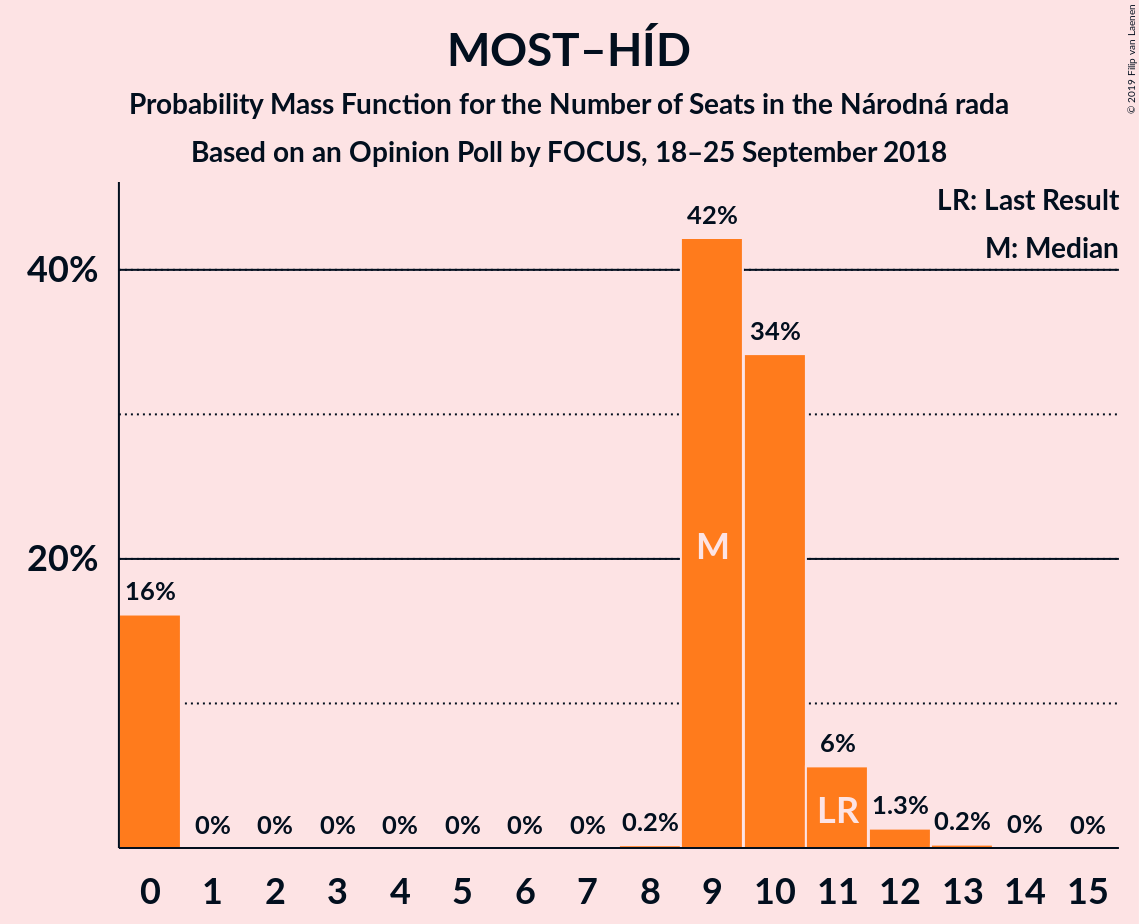 MOST–HÍD
Probability Mass Function for the Number of Seats in the Národná rada
Based on an Opinion Poll by FOCUS, 18–25 September 2018
© 2019 Filip van Laenen
LR: Last Result
M: Median
42%
40%
34%
M
20%
16%
6%
LR
0% 0% 0% 0% 0% 0% 0% 0.2% 1.3% 0.2% 0% 0%
0 1 2 3 4 5 6 7 8 9 10 11 12 13 14 15